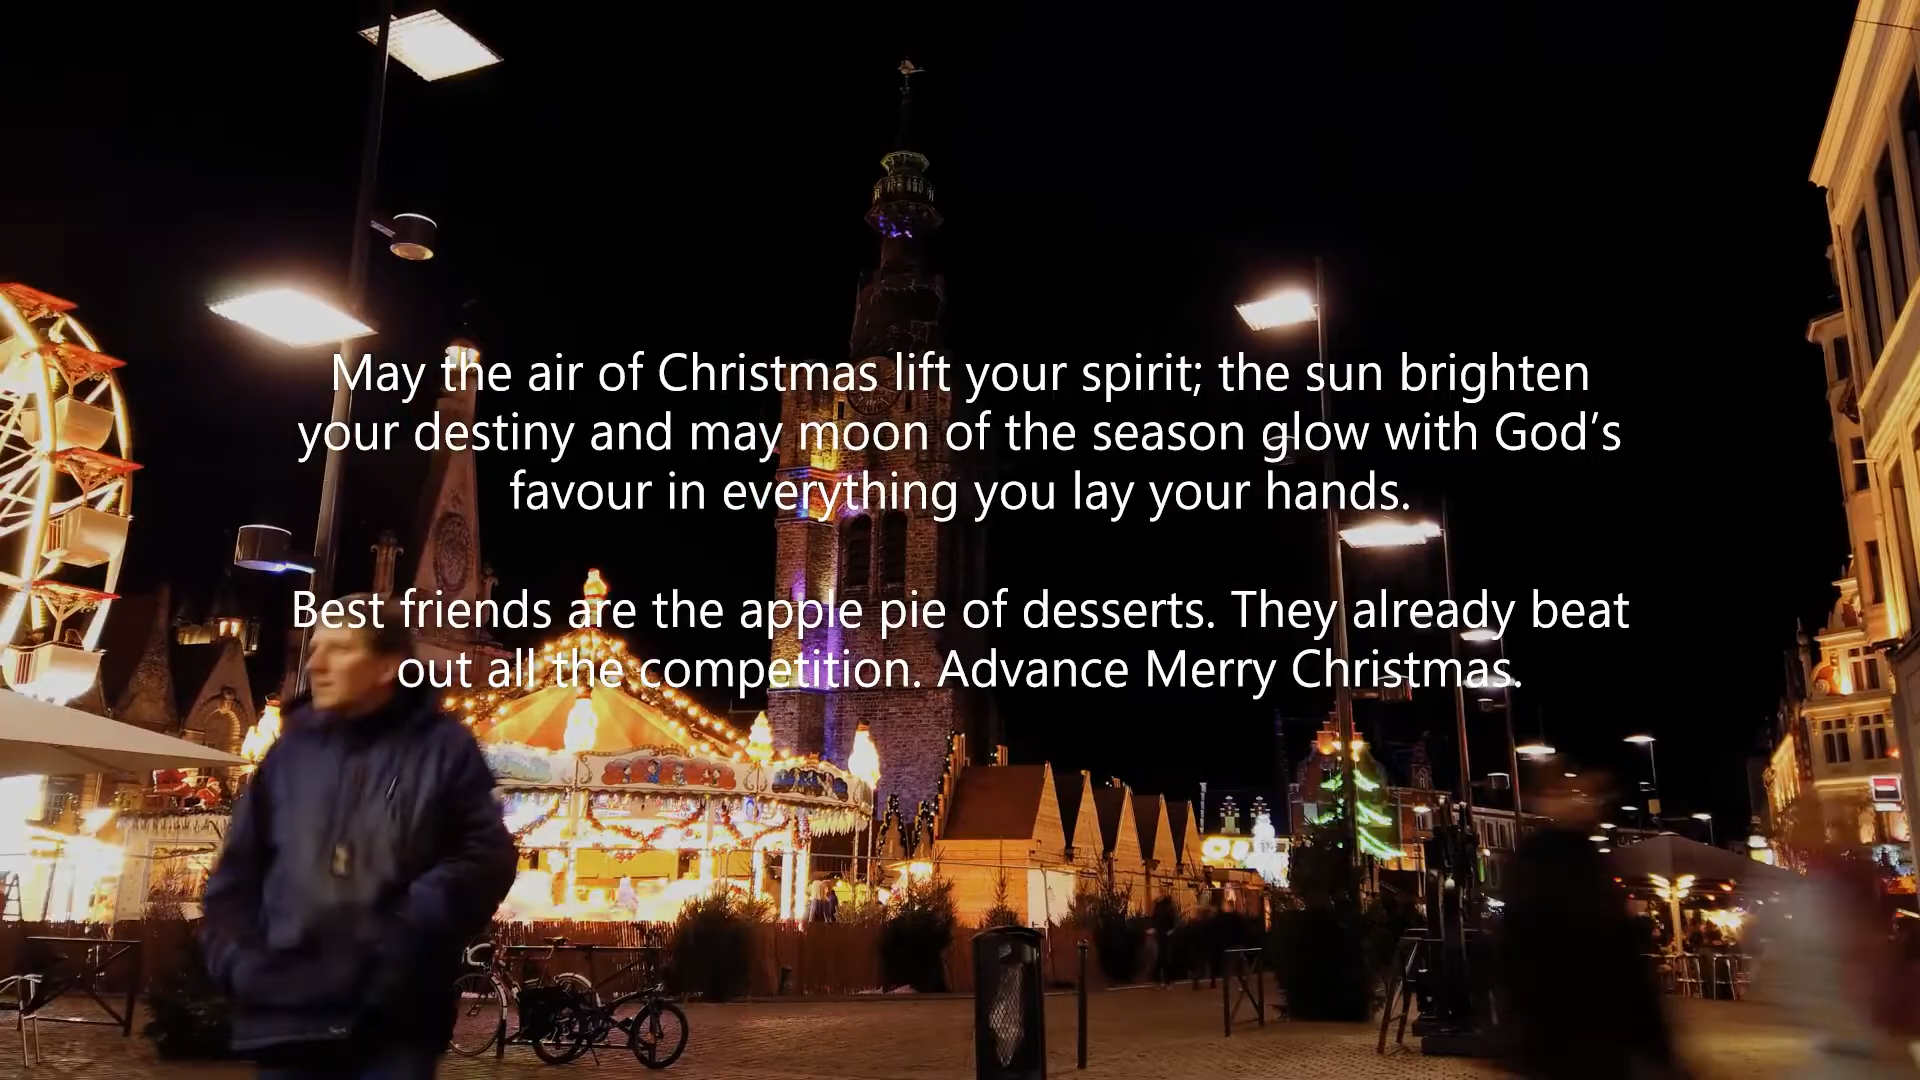 May the air of Christmas lift your spirit; the sun brighten
your destiny and may moon of the season glow with God’s
favour in everything you lay your hands.
Best friends are the apple pie of desserts. They already beat
out all the competition. Advance Merry Christmas.